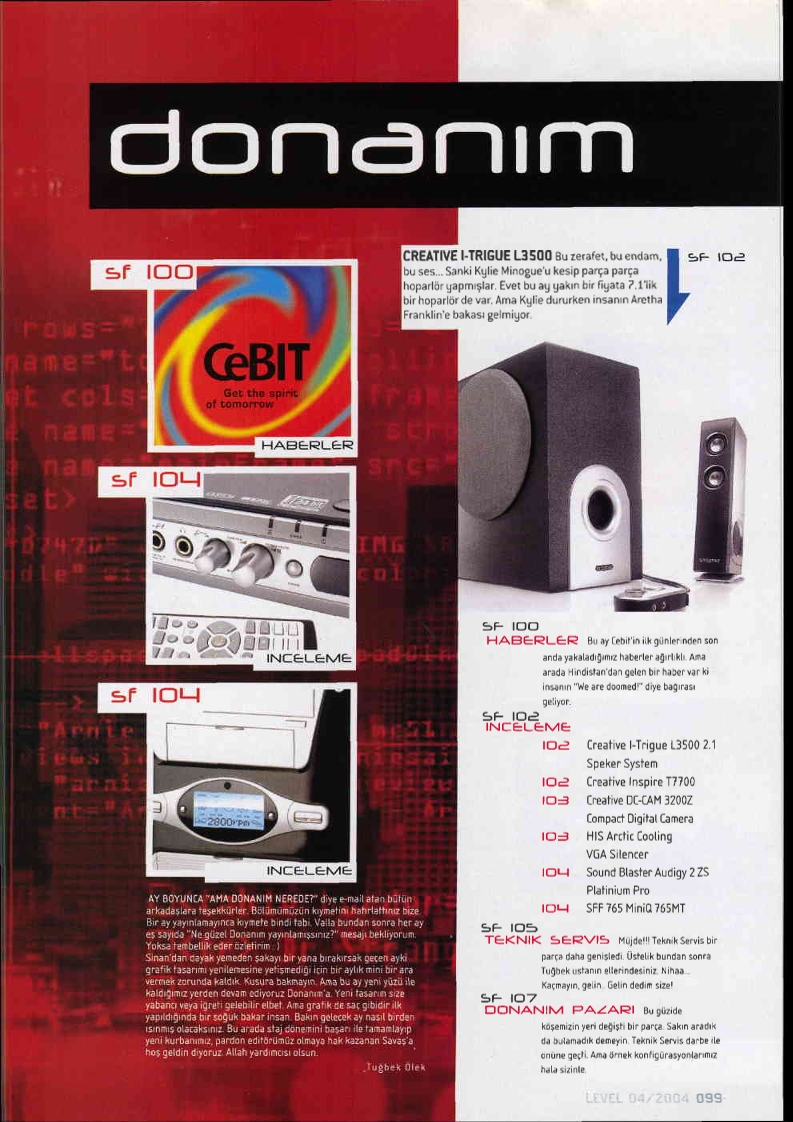 donanım
sf 100
CeBIT
Get the spirit
of tomorrow
HABERLER
sf 104
İNCELEME
sf 104
2800rpm
İNCELEME
CREATIVE I-TRIGUE L3500 Bu zerafet, bu endam,
bu ses... Sanki Kylie Minogue'u kesip parça parça
hoparlör yapmışlar. Evet bu ay yakın bir fiyata 7.1'lik
bir hoparlör de var. Ama Kylie dururken insanın Aretha
Franklin'e bakası gelmiyor.
SF 102
AY BOYUNCA "AMA DONANIM NEREDE?" diye e-mail atan bütün
arkadaşlara teşekkürler. Bölümümüzün kıymetini hatırlattınız bize.
Bir ay yayınlamayınca kıymete bindi tabi. Valla bundan sonra her ay
eş sayıda "Ne güzel Donanım yayınlamışsınız?" mesajı bekliyorum.
Yoksa tembellik eder özletirim :)
Sinan'dan dayak yemeden şakayı bir yana bırakırsak geçen ayki
grafik tasarımı yenilemesine yetişmediği için bir aylık mini bir ara
vermek zorunda kaldık. Kusura bakmayın. Ama bu ay yeni yüzü ile
kaldığımız yerden devam ediyoruz Donanım'a. Yeni tasarım size
yabancı veya iğreti gelebilir elbet. Ama grafik de saç gibidir ilk
yapıldığında bir soğuk bakar insan. Bakın gelecek ay nasıl birden
ısınmış olacaksınız. Bu arada staj dönemini başarı ile tamamlayıp
yeni kurbanımız, pardon editörümüz olmaya hak kazanan Savaş'a
hoş geldin diyoruz. Allah yardımcısı olsun.
_Tuğbek Ölek
SF 100
HABERLER Bu ay Cebit'in ilk günlerinden son
anda yakaladığımız haberler ağırlıklı. Ama
arada Hindistan'dan gelen bir haber var ki
insanın "We are doomed!" diye bağırası
geliyor.
SF 102
İNCELEME
102 Creative I-Trigue L3500 2.1
Speker System
102 Creative Inspire T7700
103 Creative DC-CAM 3200Z
Compact Digital Camera
103 HIS Arctic Cooling
VGA Silencer
104 Sound Blaster Audigy 2 ZS
Platinium Pro
104 SFF 765 MiniQ 765MT
SF 105
TEKNİK SERVİS Müjde!!! Teknik Servis bir
parça daha genişledi. Üstelik bundan sonra
Tuğbek ustanın ellerindesiniz. Nihaa...
Kaçmayın, gelin.. Gelin dedim size!
SF 107
DONANIM PAZARI Bu güzide
köşemizin yeri değişti bir parça. Sakın aradık
da bulamadık demeyin. Teknik Servis darbe ile
önüne geçti. Ama örnek konfigürasyonlarımız
hala sizinle.
LEVEL 04/2004 099